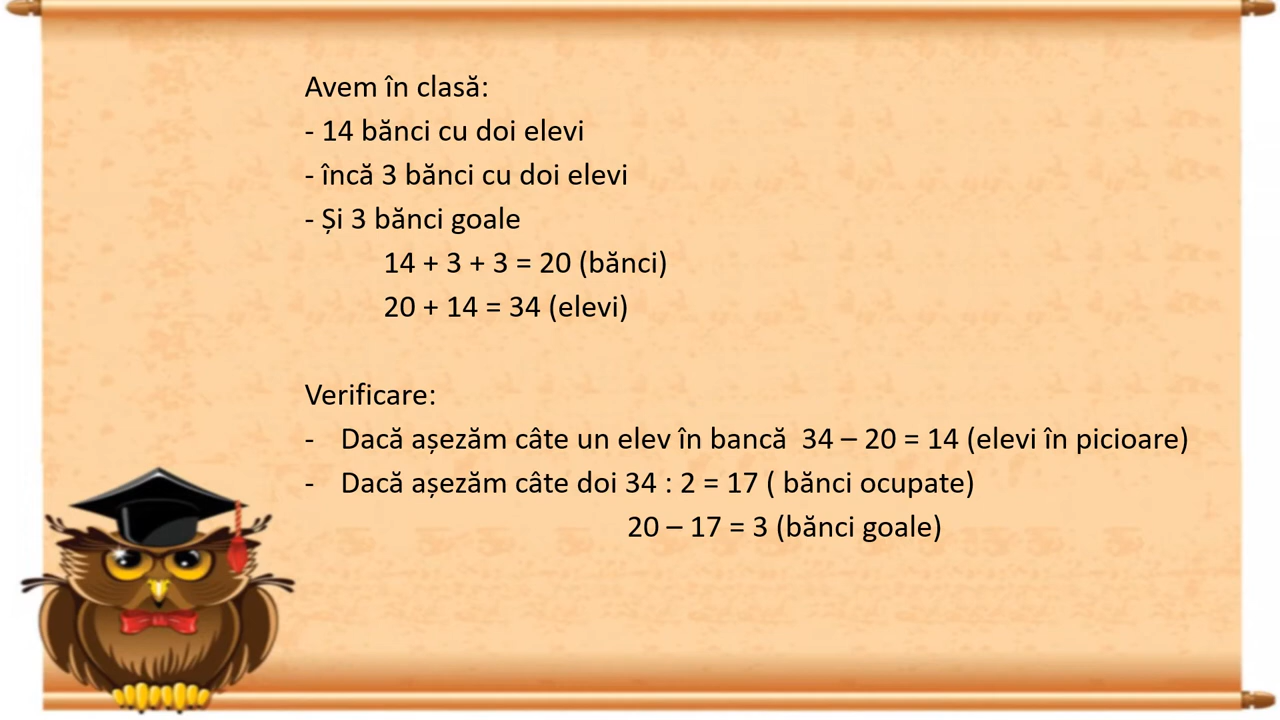 Avem în clasă:
- 14 bănci cu doi elevi
- încă 3 bănci cu doi elevi
- Și 3 bănci goale
14 + 3 + 3 = 20 (bănci)
20 + 14 = 34 (elevi)
Verificare:
- Dacă așezăm câte un elev în bancă 34 – 20 = 14 (elevi în picioare)
- Dacă așezăm câte doi 34 : 2 = 17 ( bănci ocupate)
20 – 17 = 3 (bănci goale)